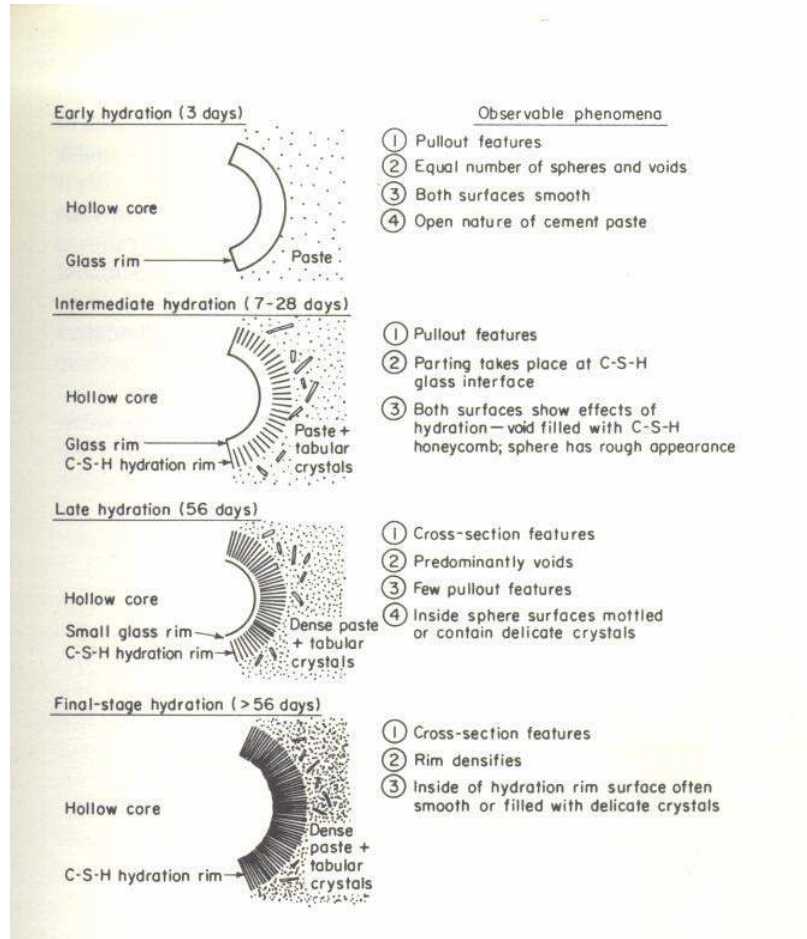 Early hydration (3 days)
Observable phenomena
Hollow core
Glass rim
Paste
1 Pullout features
2 Equal number of spheres and voids
3 Both surfaces smooth
4 Open nature of cement paste
Intermediate hydration (7-28 days)
Hollow core
Glass rim
C-S-H hydration rim
Paste +
tabular
crystals
1 Pullout features
2 Parting takes place at C-S-H
glass interface
3 Both surfaces show effects of
hydration — void filled with C-S-H
honeycomb; sphere has rough appearance
Late hydration (56 days)
Hollow core
Small glass rim
C-S-H hydration rim
Dense paste
+ tabular
crystals
1 Cross-section features
2 Predominantly voids
3 Few pullout features
4 Inside sphere surfaces mottled
or contain delicate crystals
Final-stage hydration (> 56 days)
Hollow core
C-S-H hydration rim
Dense
paste +
tabular
crystals
1 Cross-section features
2 Rim densifies
3 Inside of hydration rim surface often
smooth or filled with delicate crystals